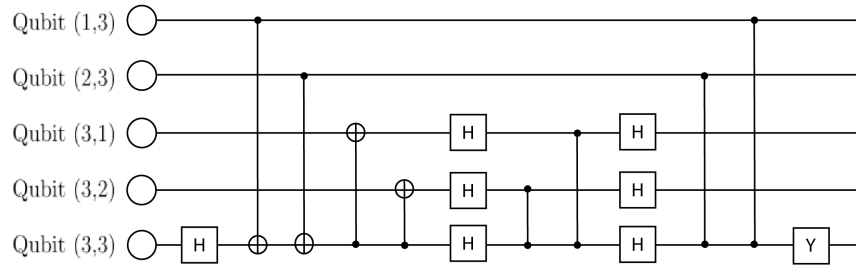 Qubit (1,3)
Qubit (2,3)
Qubit (3,1) H H
Qubit (3,2) H H
Qubit (3,3) H H H Y